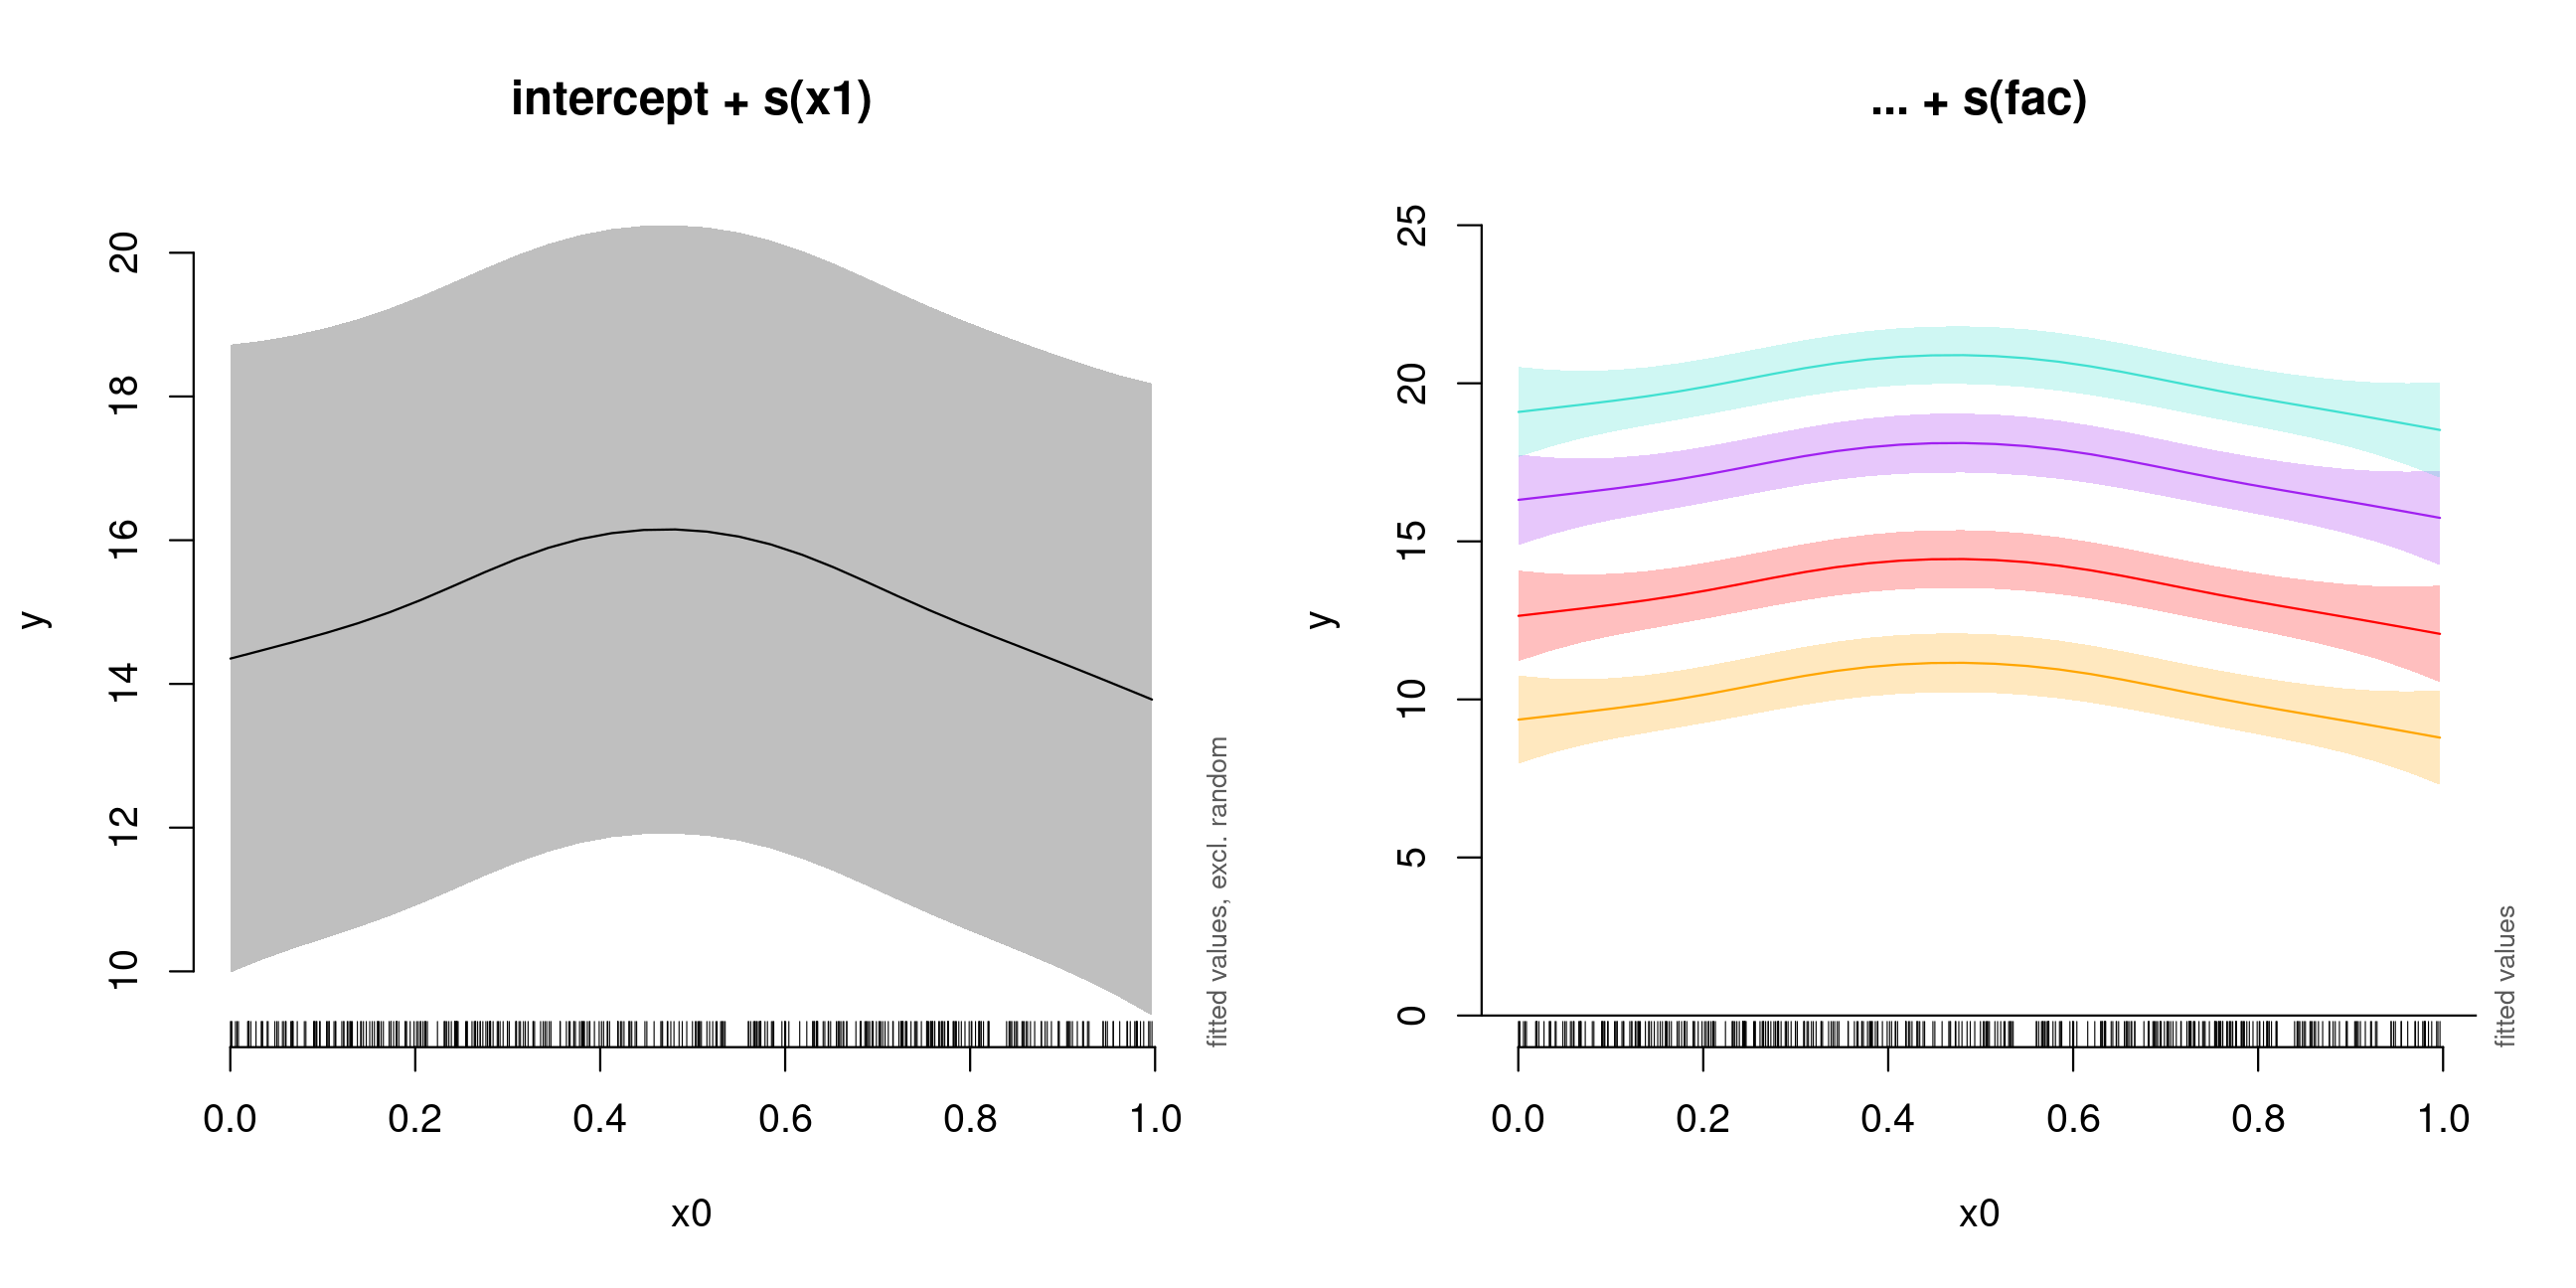 intercept + s(x1)
y
20
18
16
14
12
10
0.0 0.2 0.4 0.6 0.8 1.0
x0
fitted values, excl. random
... + s(fac)
y
25
20
15
10
5
0
0.0 0.2 0.4 0.6 0.8 1.0
x0
fitted values